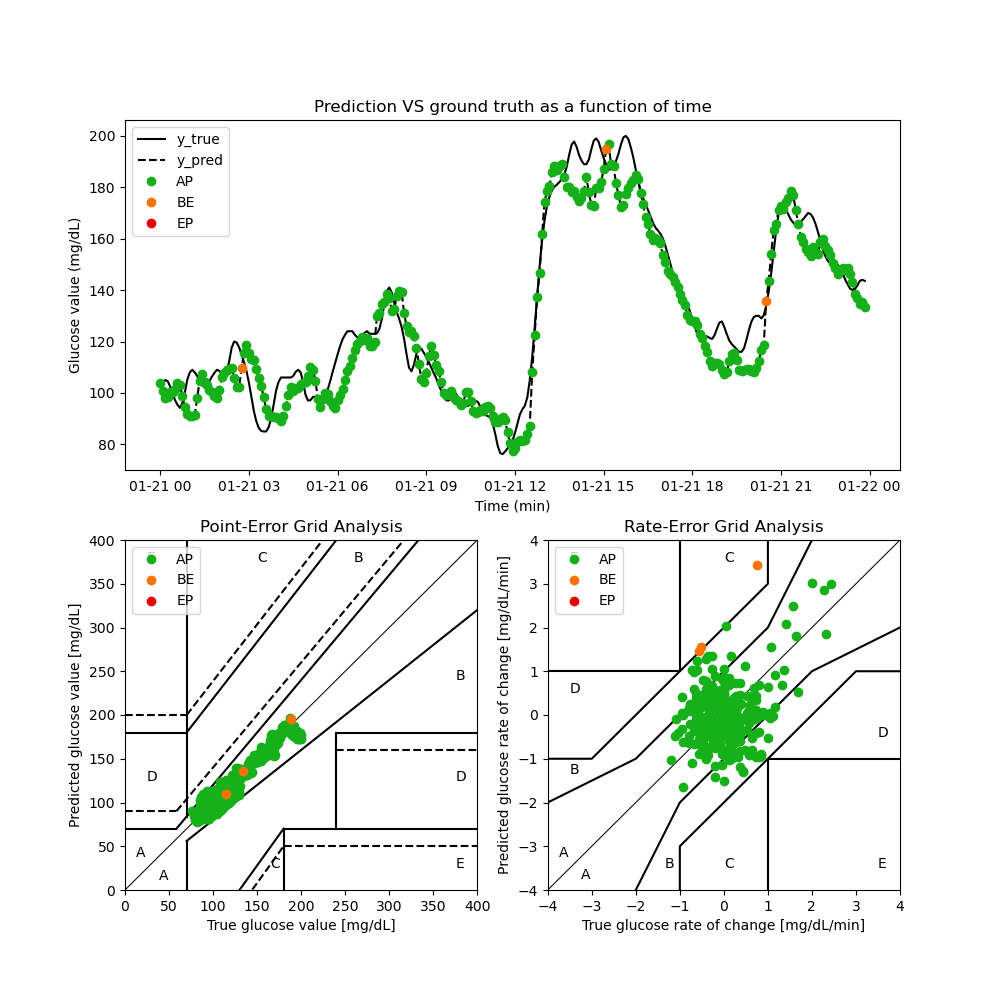 Prediction VS ground truth as a function of time
Glucose value (mg/dL)
200
180
160
140
120
100
80
y_true
y_pred
AP
BE
EP
01-21 00 01-21 03 01-21 06 01-21 09 01-21 12 01-21 15 01-21 18 01-21 21 01-22 00
Time (min)
Point-Error Grid Analysis
Predicted glucose value [mg/dL]
400
350
300
250
200
150
100
50
0
AP
BE
EP
C B
B
D D
A
A C E
0 50 100 150 200 250 300 350 400
True glucose value [mg/dL]
Rate-Error Grid Analysis
Predicted glucose rate of change [mg/dL/min]
4
3
2
1
0
−1
−2
−3
−4
AP
BE
EP
C
D
D
B
A
A B C E
−4 −3 −2 −1 0 1 2 3 4
True glucose rate of change [mg/dL/min]